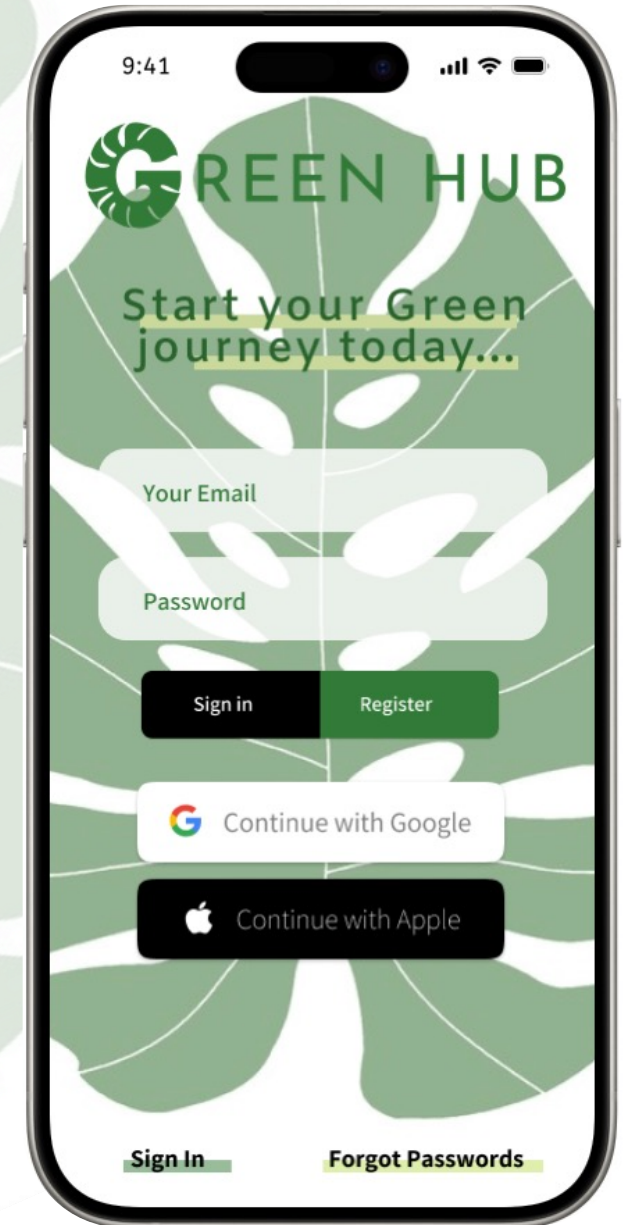 9:41
GREEN HUB
Start your Green
journey today...
Your Email
Password
Sign in Register
Continue with Google
Continue with Apple
Sign In Forgot Passwords